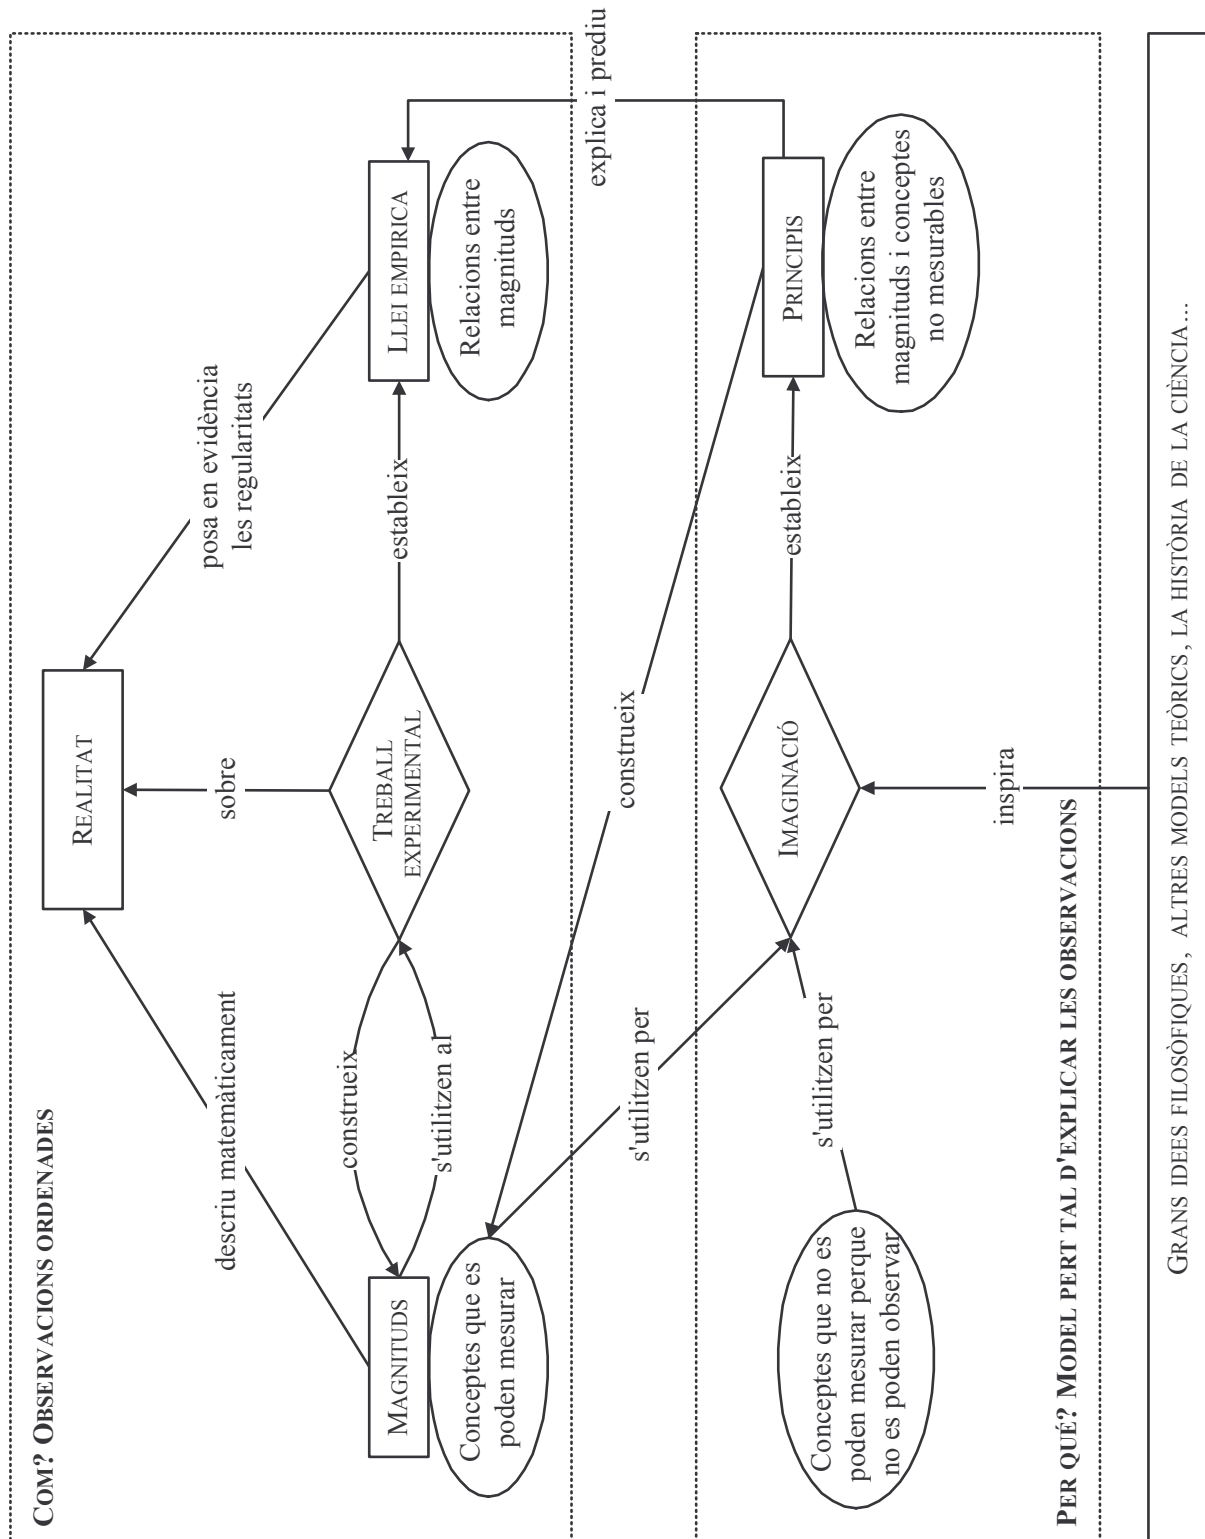 COM? OBSERVACIONS ORDENADES
REALITAT
descriu matemàticament
sobre
posa en evidència
les regularitats
construeix
s'utilitzen al
MAGNITUDS
Conceptes que es
poden mesurar
TREBALL
EXPERIMENTAL
estableix
LLEI EMPIRICA
Relacions entre
magnituds
explica i prediu
construeix
s'utilitzen per
s'utilitzen per
Conceptes que no es
poden mesurar perque
no es poden observar
IMAGINACIÓ
estableix
PRINCIPIS
Relacions entre
magnituds i conceptes
no mesurables
inspira
PER QUÉ? MODEL PERT TAL D'EXPLICAR LES OBSERVACIONS
GRANS IDEES FILOSÒFIQUES, ALTRES MODELS TEÒRICS, LA HISTÒRIA DE LA CIÈNCIA...